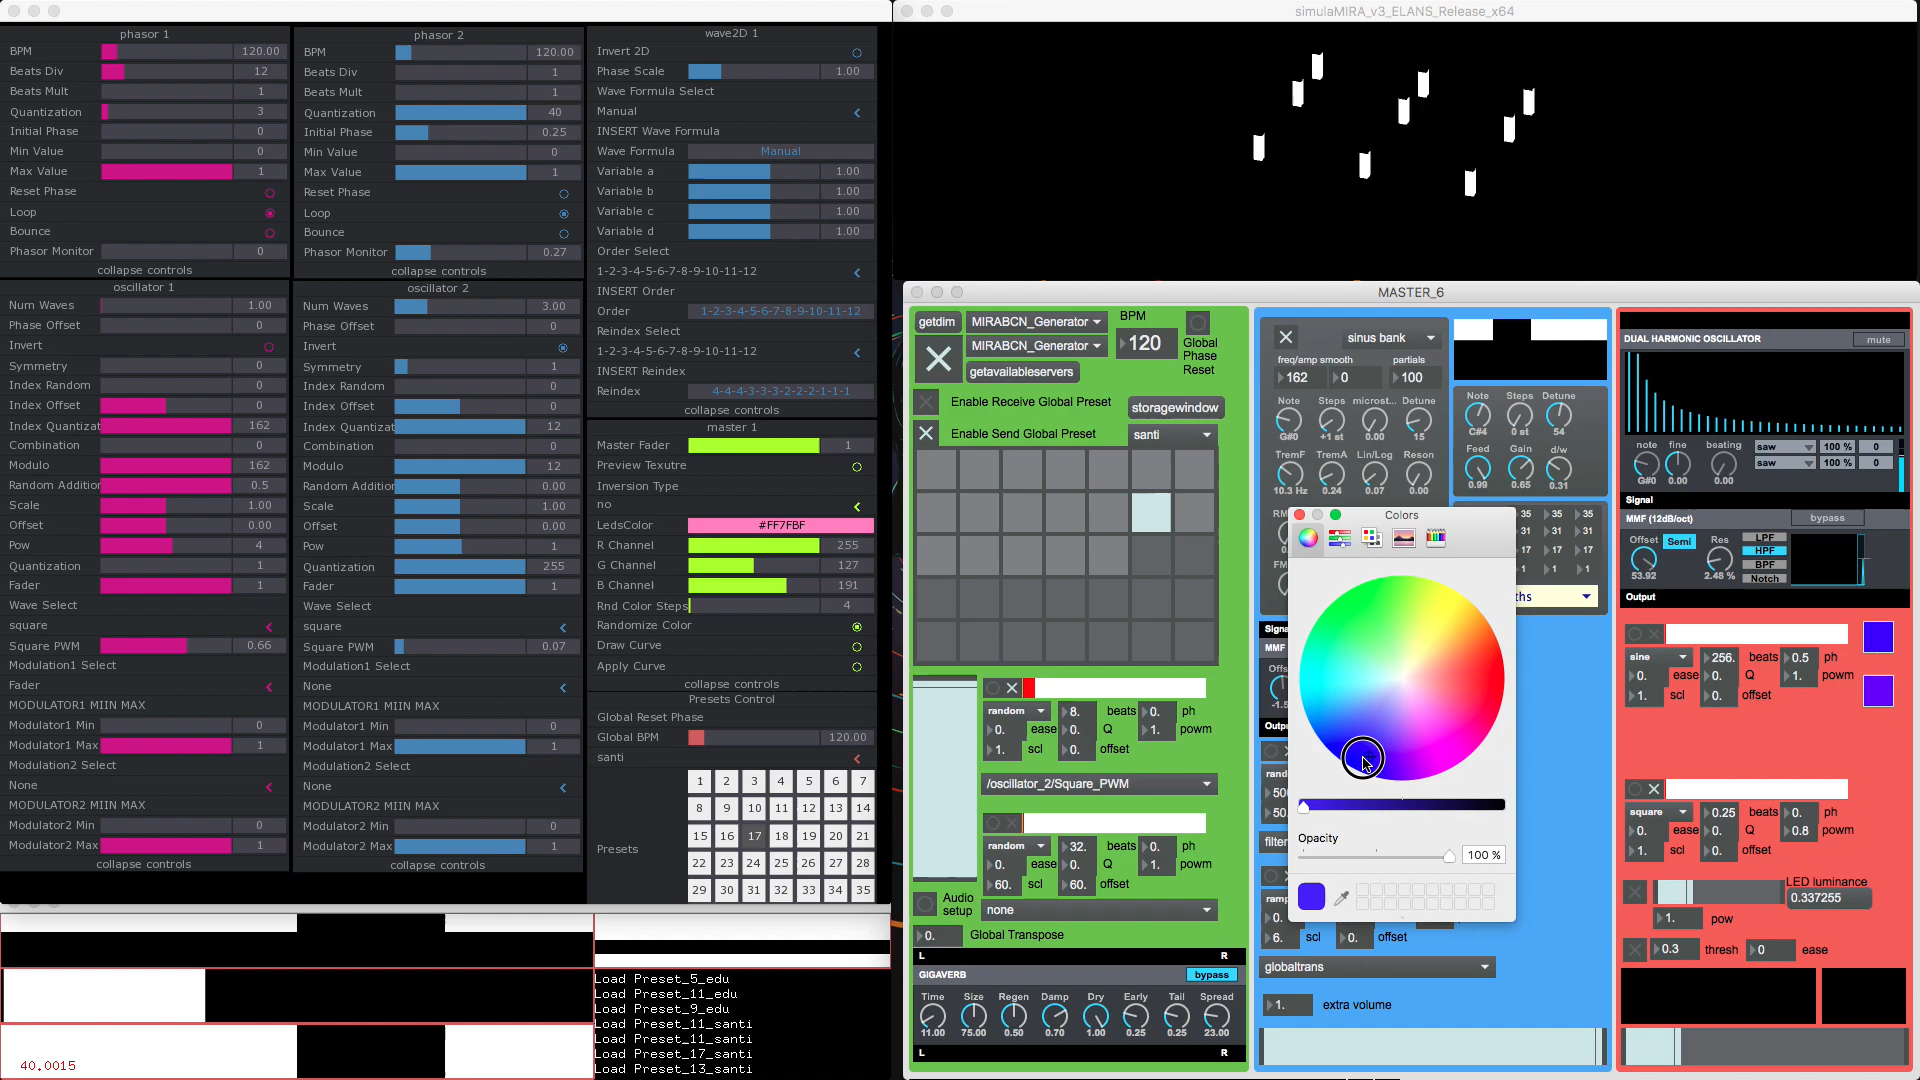 phasor 1
BPM 120.00
Beats Div 12
Beats Mult 1
Quantization 3
Initial Phase 0
Min Value 0
Max Value 1
Reset Phase
Loop
Bounce
Phasor Monitor 0
collapse controls
oscillator 1
Num Waves 1.00
Phase Offset 0
Invert
Symmetry 0
Index Random 0
Index Offset 0
Index Quantizat 162
Combination 0
Modulo 162
Random Addition 0.5
Scale 1.00
Offset 0.00
Pow 4
Quantization 1
Fader 1
Wave Select
square
Square PWM 0.66
Modulation1 Select
Fader
MODULATOR1 MIIN MAX
Modulator1 Min 0
Modulator1 Max 1
Modulation2 Select
None
MODULATOR2 MIIN MAX
Modulator2 Min 0
Modulator2 Max 1
collapse controls
phasor 2
BPM 120.00
Beats Div 1
Beats Mult 1
Quantization 40
Initial Phase 0.25
Min Value 0
Max Value 1
Reset Phase
Loop
Bounce
Phasor Monitor 0.27
collapse controls
oscillator 2
Num Waves 3.00
Phase Offset 0
Invert
Symmetry 1
Index Random 0
Index Offset 0
Index Quantizat 12
Combination 0
Modulo 12
Random Addition 0.00
Scale 1.00
Offset 0.00
Pow 1
Quantization 255
Fader 1
Wave Select
square
Square PWM 0.07
Modulation1 Select
None
MODULATOR1 MIIN MAX
Modulator1 Min 0
Modulator1 Max 1
Modulation2 Select
None
MODULATOR2 MIIN MAX
Modulator2 Min 0
Modulator2 Max 1
collapse controls
wave2D 1
Invert 2D
Phase Scale 1.00
Wave Formula Select
Manual
INSERT Wave Formula
Wave Formula Manual
Variable a 1.00
Variable b 1.00
Variable c 1.00
Variable d 1.00
Order Select
1-2-3-4-5-6-7-8-9-10-11-12
INSERT Order
Order 1-2-3-4-5-6-7-8-9-10-11-12
Reindex Select
1-2-3-4-5-6-7-8-9-10-11-12
INSERT Reindex
Reindex 4-4-4-3-3-3-2-2-2-1-1-1
collapse controls
master 1
Master Fader 1
Preview Texutre
Inversion Type
no
LedsColor #FF7FBF
R Channel 255
G Channel 127
B Channel 191
Rnd Color Steps 4
Randomize Color
Draw Curve
Apply Curve
collapse controls
Presets Control
Global Reset Phase
Global BPM 120.00
santi
Presets
1 2 3 4 5 6 7
8 9 10 11 12 13 14
15 16 17 18 19 20 21
22 23 24 25 26 27 28
29 30 31 32 33 34 35
40.0015
Load Preset_5_edu
Load Preset_11_edu
Load Preset_9_edu
Load Preset_11_santi
Load Preset_11_santi
Load Preset_17_santi
Load Preset_13_santi
simulaMIRA_v3_ELANS_Release_x64
MASTER_6
getdim MIRABCN_Generator BPM
MIRABCN_Generator 120
Global Phase Reset
getavailableservers
Enable Receive Global Preset
storagewindow
Enable Send Global Preset santi
random 8. beats 0. ph
0. ease 0. Q 1. powm
1. scl 0. offset
/oscillator_2/Square_PWM
random 32. beats 0. ph
0. ease 0. Q 1. powm
60. scl 60. offset
Audio setup none
0. Global Transpose
L R
GIGAVERB bypass
Time Size Regen Damp Dry Early Tail Spread
11.00 75.00 0.50 0.70 1.00 0.25 0.25 23.00
L R
sinus bank
freq/amp smooth partials
162 0 100
Note Steps microst... Detune
G#0 +1 st 0.00 15
TremF TremA Lin/Log Reson
10.3 Hz 0.24 0.07 0.00
Note Steps Detune
C#4 0 st 54
Feed Gain d/w
0.99 0.65 0.31
35 35 35
31 31
17 17
1 1
ths
Colors
Opacity
100 %
6. scl 0. offset
globaltrans
1. extra volume
DUAL HARMONIC OSCILLATOR mute
note fine beating
G#0 0.00 0.00
saw 100 % 0
saw 100 % 0
Signal
MMF (12dB/oct) bypass
Offset Semi Res
53.92 2.48 %
LPF
HPF
BPF
Notch
Output
sine 256. beats 0.5 ph
0. ease 0. Q 1. powm
1. scl 0. offset
square 0.25 beats 0. ph
0. ease 0. Q 0.8 powm
1. scl 0. offset
LED luminance
0.337255
1. pow
0.3 thresh 0 ease